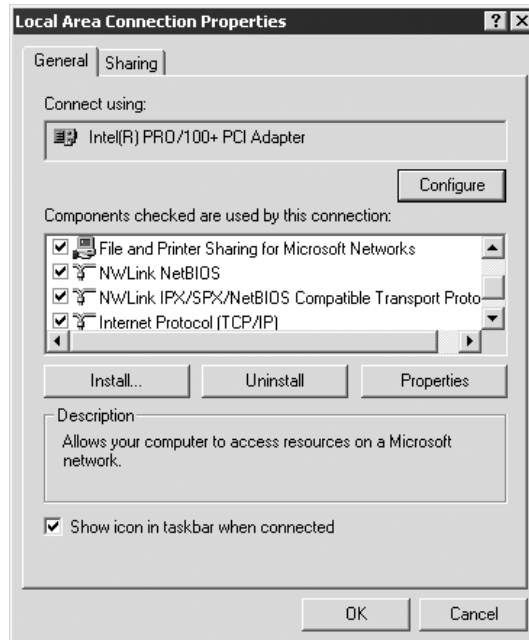 Local Area Connection Properties
General Sharing
Connect using:
Intel(R) PRO/100+ PCI Adapter
Configure
Components checked are used by this connection:
File and Printer Sharing for Microsoft Networks
NWLink NetBIOS
NWLink IPX/SPX/NetBIOS Compatible Transport Proto
Internet Protocol (TCP/IP)
Install... Uninstall Properties
Description
Allows your computer to access resources on a Microsoft
network.
Show icon in taskbar when connected
OK Cancel